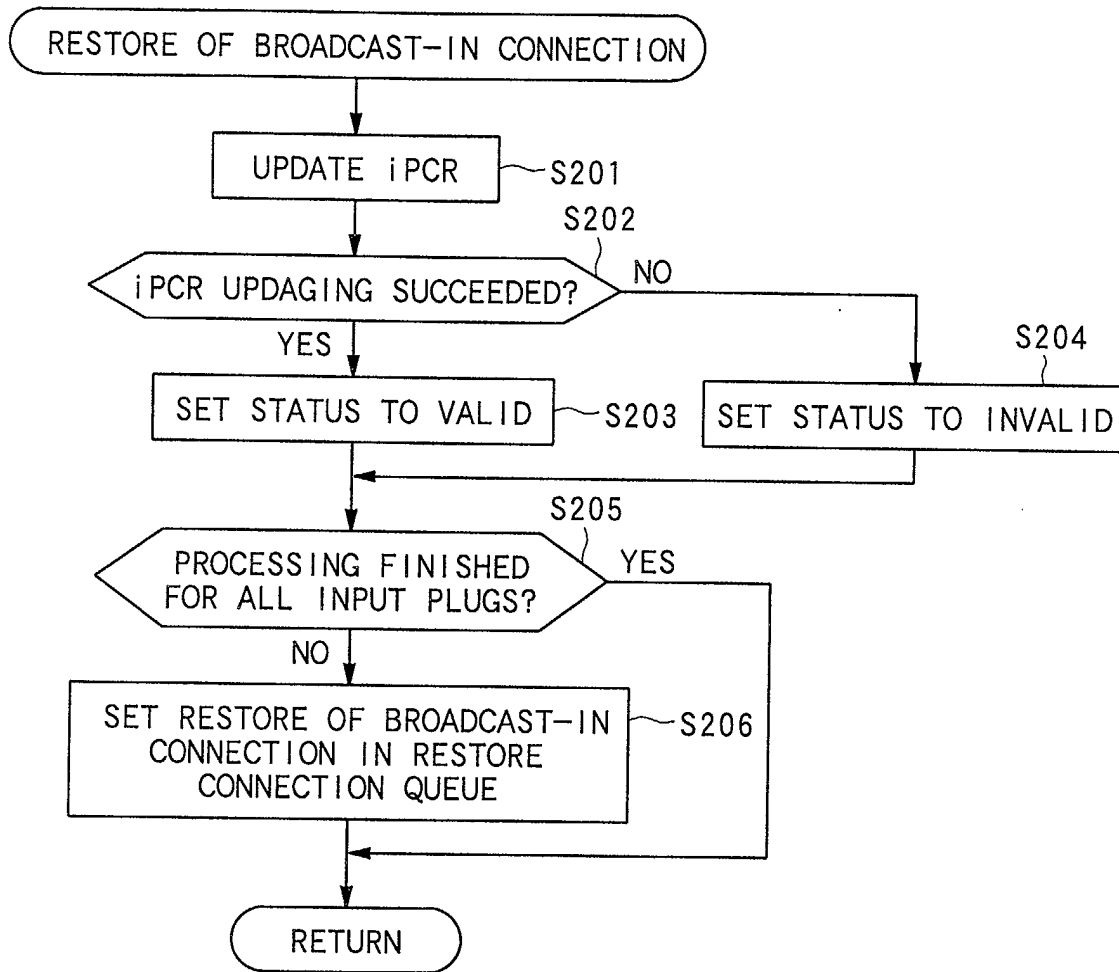 RESTORE OF BROADCAST-IN CONNECTION
UPDATE iPCR
S201
S202
iPCR UPDAGING SUCCEEDED?
NO
YES
S204
SET STATUS TO VALID
S203
SET STATUS TO INVALID
S205
PROCESSING FINISHED
FOR ALL INPUT PLUGS?
YES
NO
SET RESTORE OF BROADCAST-IN
CONNECTION IN RESTORE
CONNECTION QUEUE
S206
RETURN